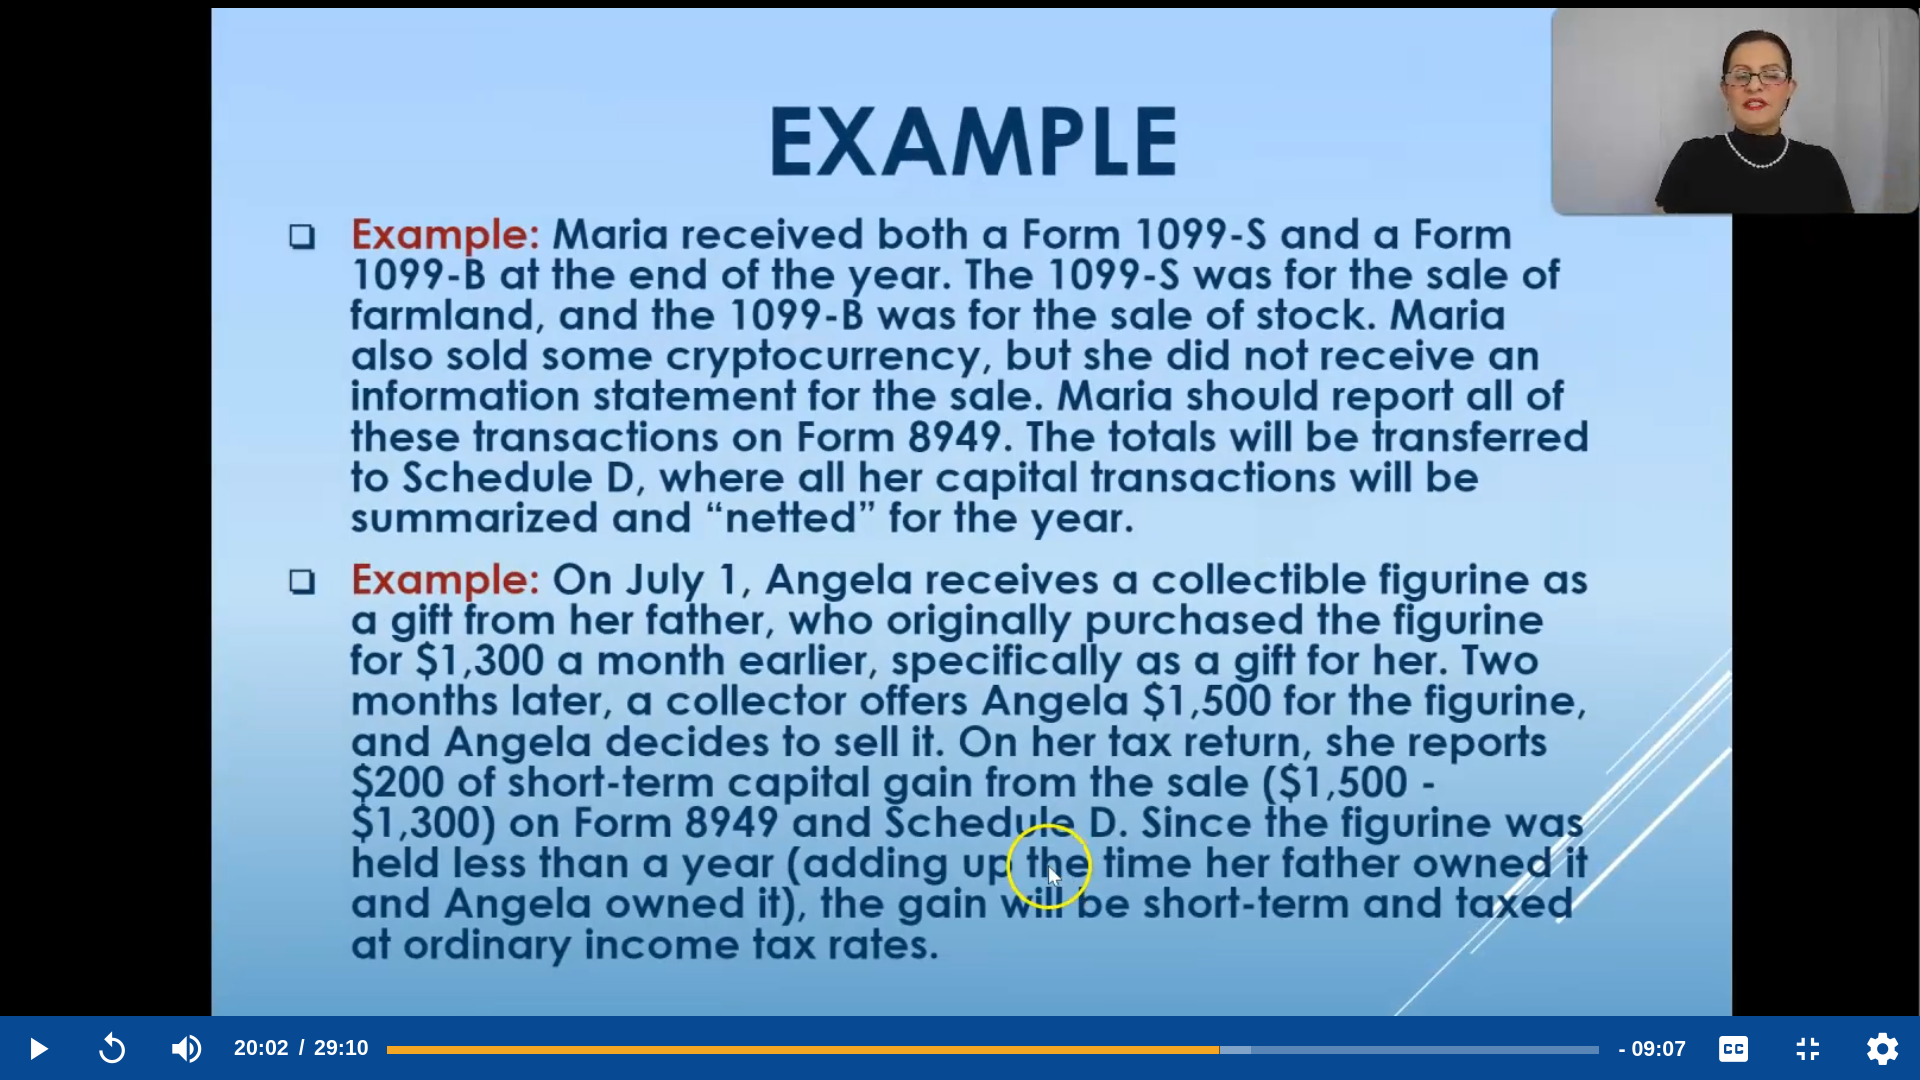 EXAMPLE
Example: Maria received both a Form 1099-S and a Form
1099-B at the end of the year. The 1099-S was for the sale of
farmland, and the 1099-B was for the sale of stock. Maria
also sold some cryptocurrency, but she did not receive an
information statement for the sale. Maria should report all of
these transactions on Form 8949. The totals will be transferred
to Schedule D, where all her capital transactions will be
summarized and “netted” for the year.
Example: On July 1, Angela receives a collectible figurine as
a gift from her father, who originally purchased the figurine
for $1,300 a month earlier, specifically as a gift for her. Two
months later, a collector offers Angela $1,500 for the figurine,
and Angela decides to sell it. On her tax return, she reports
$200 of short-term capital gain from the sale ($1,500 -
$1,300) on Form 8949 and Schedule D. Since the figurine was
held less than a year (adding up the time her father owned it
and Angela owned it), the gain will be short-term and taxed
at ordinary income tax rates.
20:02 / 29:10 - 09:07 CC